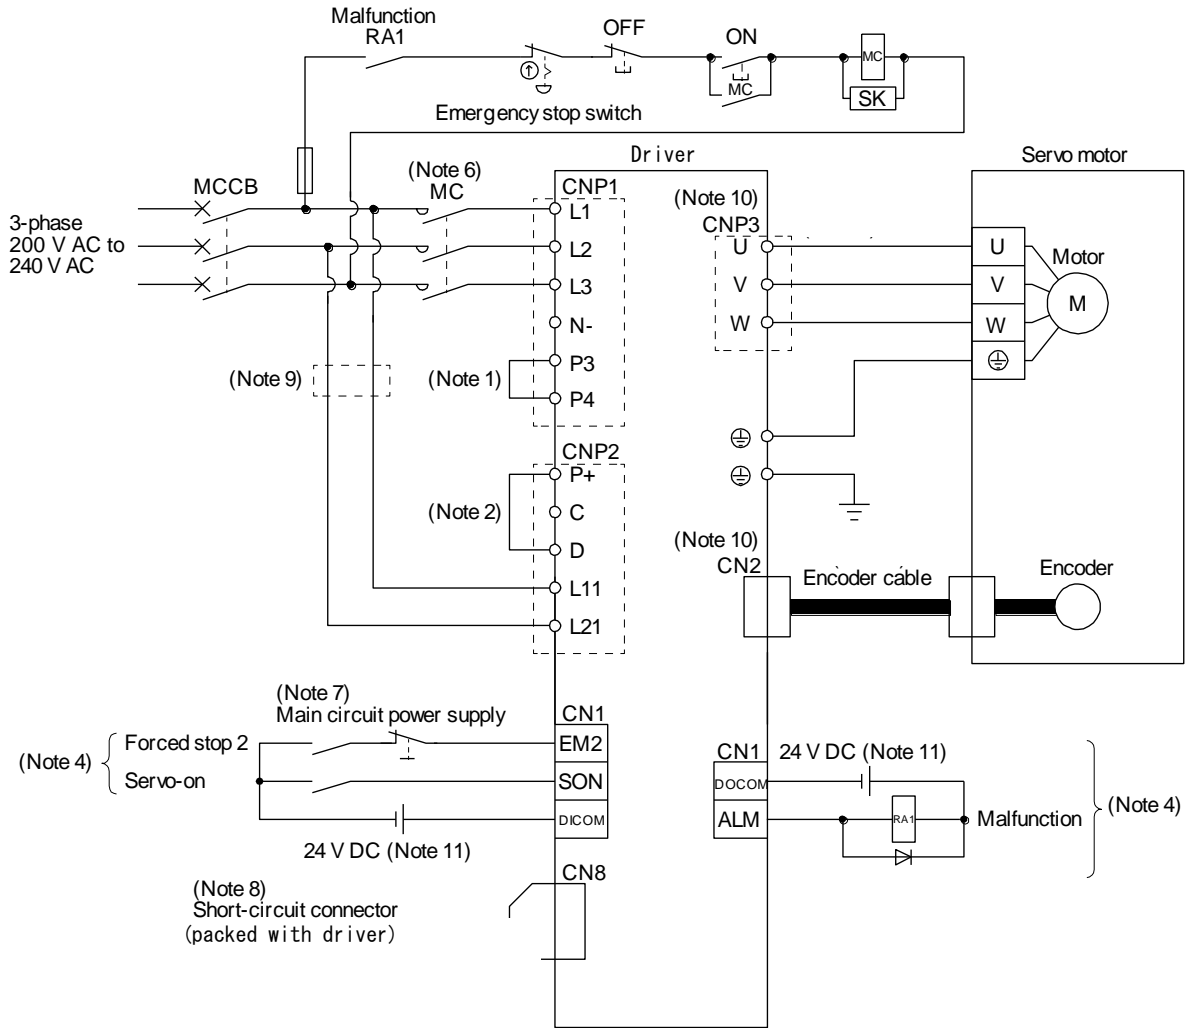 Malfunction
RA1
OFF
ON
MC
MC
SK
Emergency stop switch
Driver
Servo motor
MCCB
(Note 6)
MC
CNP1
(Note 10)
CNP3
3-phase
200 V AC to
240 V AC
L1
L2
L3
N-
P3
P4
U
V
W
U
V
W
Motor
M
(Note 9)
(Note 1)
CNP2
P+
C
D
L11
L21
(Note 2)
(Note 10)
CN2
Encoder cable
Encoder
(Note 7)
Main circuit power supply
CN1
(Note 4)
Forced stop 2
Servo-on
EM2
SON
DICOM
24 V DC (Note 11)
CN1
24 V DC (Note 11)
DOCOM
ALM
RA1
Malfunction
(Note 4)
CN8
(Note 8)
Short-circuit connector
(packed with driver)